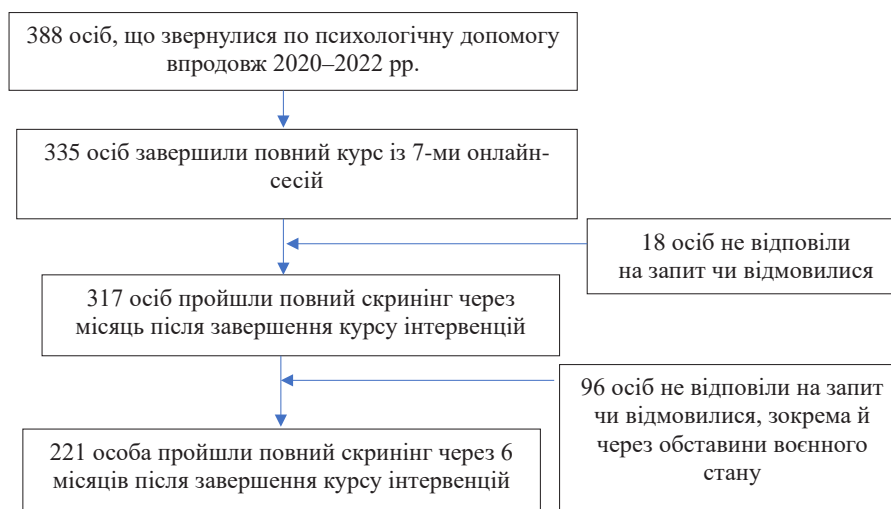 388 осіб, що звернулися по психологічну допомогу
впродовж 2020–2022 рр.
335 осіб завершили повний курс із 7-ми онлайн-
сесій
18 осіб не відповіли
на запит чи відмовилися
317 осіб пройшли повний скринінг через
місяць після завершення курсу інтервенцій
96 осіб не відповіли на запит
чи відмовилися, зокрема й
через обставини воєнного
стану
221 особа пройшли повний скринінг через 6
місяців після завершення курсу інтервенцій